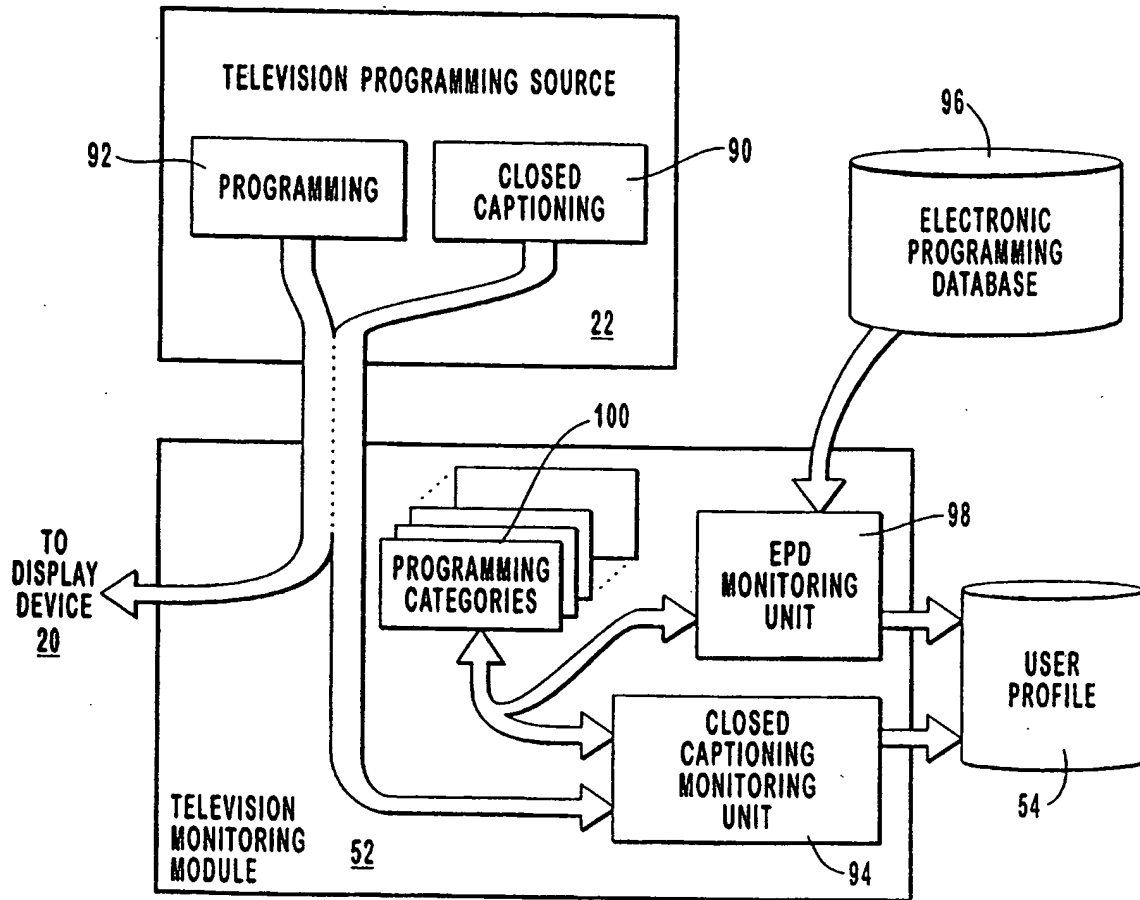 TELEVISION PROGRAMMING SOURCE
92
PROGRAMMING
CLOSED
CAPTIONING
90
22
96
ELECTRONIC
PROGRAMMING
DATABASE
100
PROGRAMMING
CATEGORIES
98
EPD
MONITORING
UNIT
TO
DISPLAY
DEVICE
20
CLOSED
CAPTIONING
MONITORING
UNIT
94
USER
PROFILE
54
TELEVISION
MONITORING
MODULE
52